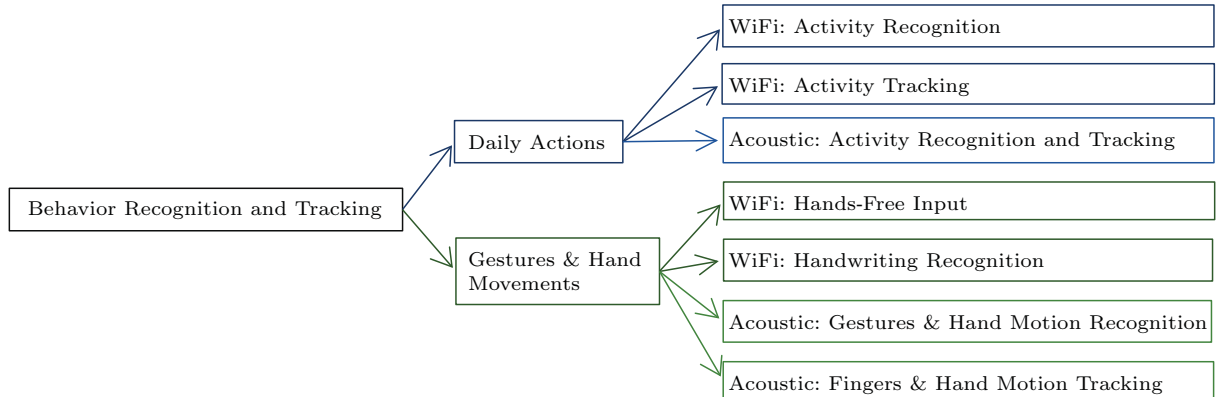 Behavior Recognition and Tracking
Daily Actions
WiFi: Activity Recognition
WiFi: Activity Tracking
Acoustic: Activity Recognition and Tracking
Gestures & Hand
Movements
WiFi: Hands-Free Input
WiFi: Handwriting Recognition
Acoustic: Gestures & Hand Motion Recognition
Acoustic: Fingers & Hand Motion Tracking